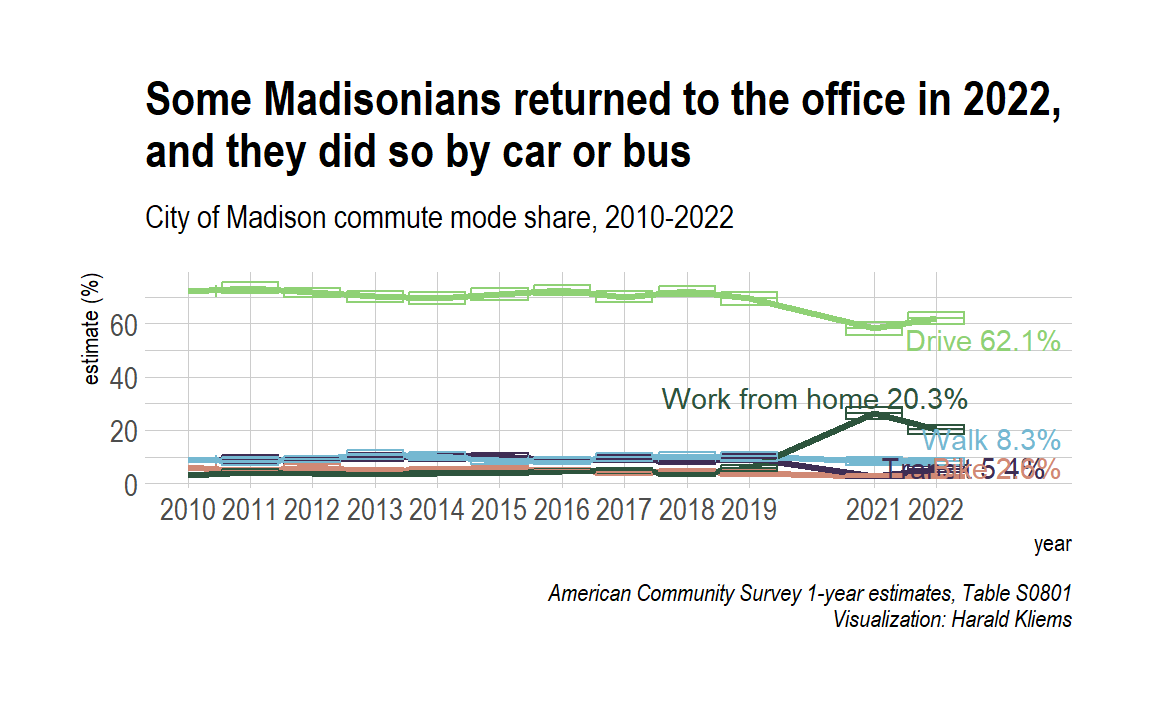 Some Madisonians returned to the office in 2022,
and they did so by car or bus
City of Madison commute mode share, 2010-2022
estimate (%)
60
40
20
0
Drive 62.1%
Work from home 20.3%
Walk 8.3%
Transit 5.4%
Bike 2.8%
2010 2011 2012 2013 2014 2015 2016 2017 2018 2019 2021 2022
year
American Community Survey 1-year estimates, Table S0801
Visualization: Harald Kliems